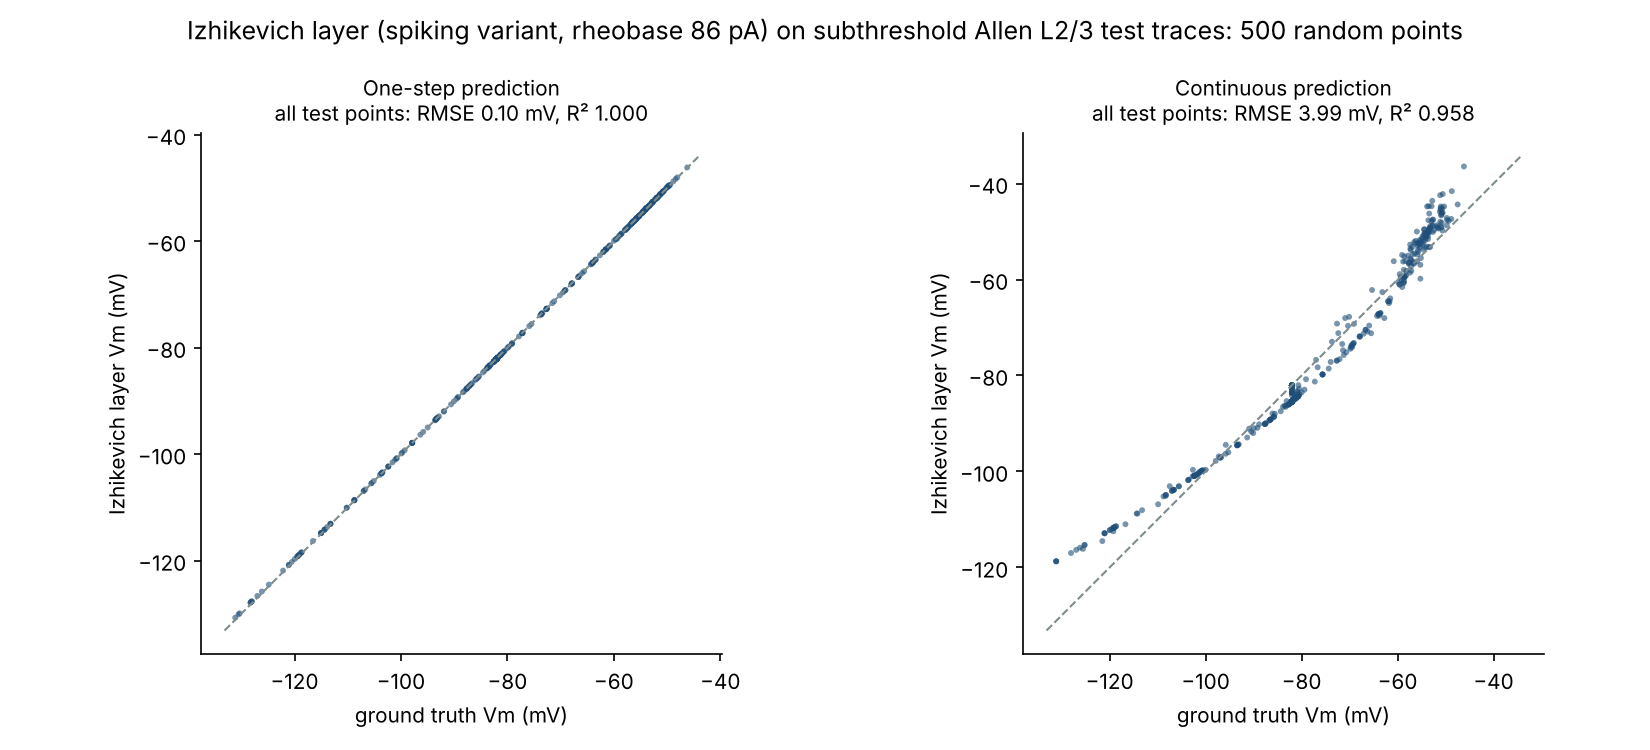 Izhikevich layer (spiking variant, rheobase 86 pA) on subthreshold Allen L2/3 test traces: 500 random points
One-step prediction
all test points: RMSE 0.10 mV, R² 1.000
−40
−60
−80
−100
−120
Izhikevich layer Vm (mV)
−120
−100
−80
−60
−40
ground truth Vm (mV)
Continuous prediction
all test points: RMSE 3.99 mV, R² 0.958
−40
−60
−80
−100
−120
Izhikevich layer Vm (mV)
−120
−100
−80
−60
−40
ground truth Vm (mV)